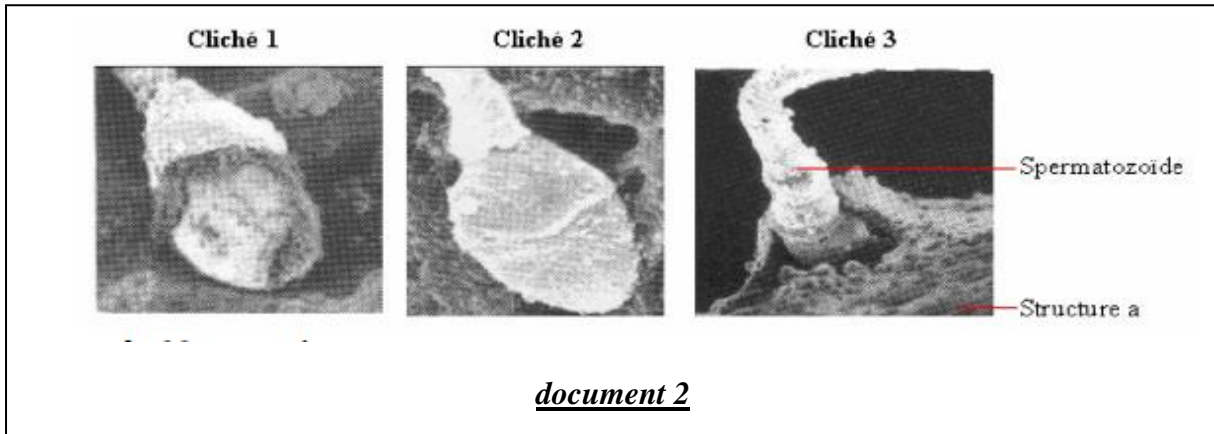 Cliché 1 Cliché 2 Cliché 3
Spermatozoïde
Structure a
document 2